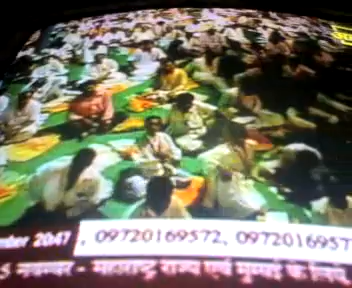 mber 2047 , 09720169572, 0972016957
5 नवम्बर - महाराष्ट्र राज्य एवं मुम्बई के लिए,